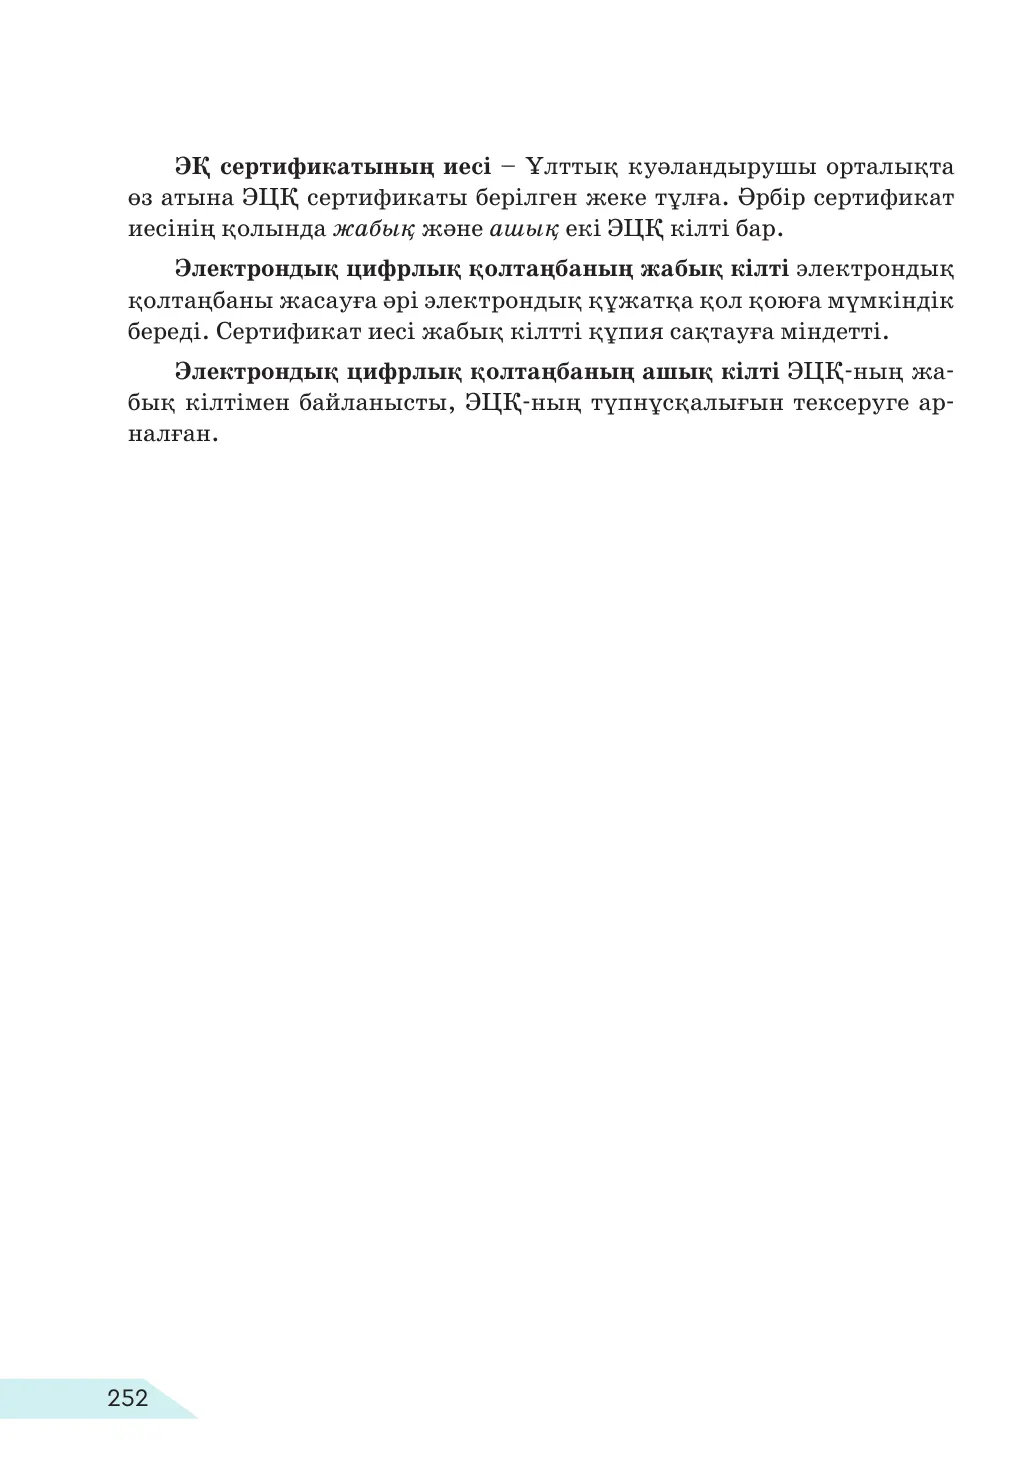 ЭҚ сертификатының иесі – Ұлттық куәландырушы орталықта
өз атына ЭЦҚ сертификаты берілген жеке тұлға. Әрбір сертификат
иесінің қолында жабық және ашық екі ЭЦҚ кілті бар.
Электрондық цифрлық қолтаңбаның жабық кілті электрондық
қолтаңбаны жасауға әрі электрондық құжатқа қол қоюға мүмкіндік
береді. Сертификат иесі жабық кілтті құпия сақтауға міндетті.
Электрондық цифрлық қолтаңбаның ашық кілті ЭЦҚ-ның жа-
бық кілтімен байланысты, ЭЦҚ-ның түпнұсқалығын тексеруге ар-
налған.
252